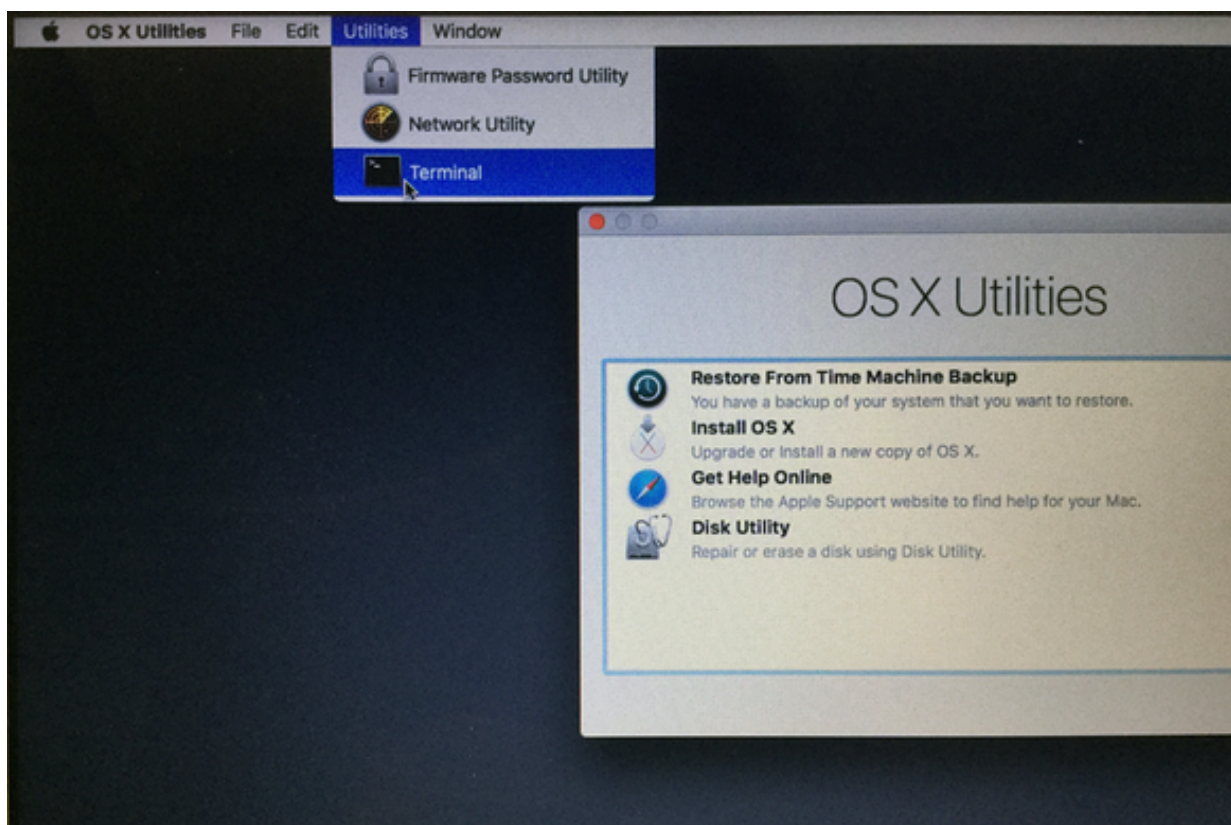 OS X Utilities File Edit Utilities Window
Firmware Password Utility
Network Utility
Terminal
OS X Utilities
Restore From Time Machine Backup
You have a backup of your system that you want to restore.
Install OS X
Upgrade or Install a new copy of OS X.
Get Help Online
Browse the Apple Support website to find help for your Mac.
Disk Utility
Repair or erase a disk using Disk Utility.